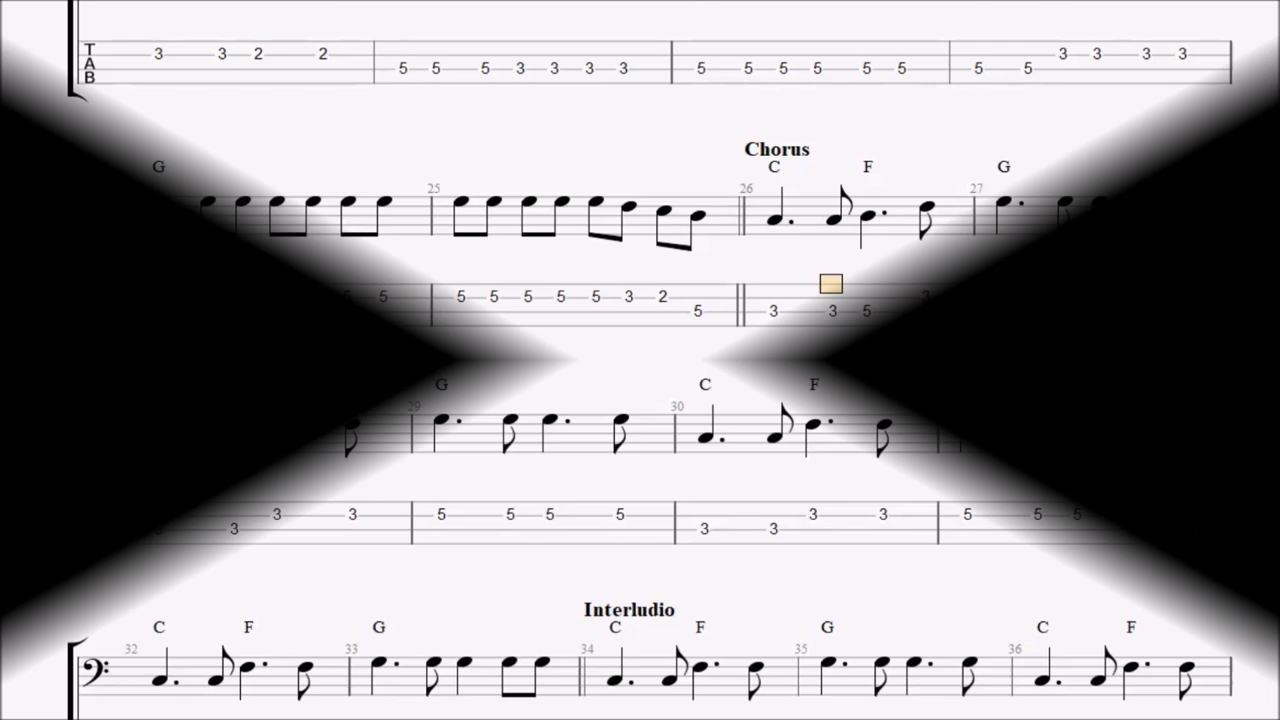 T 3 3 2 2 5 5 5 3 3 3 3 5 5 5 5 5 5 5 5 3 3 3 3
A
B
Chorus
G C F G
25 26 27
5 5 5 5 5 5 5 3 2 3
5 3 3 5
G C F
29 30
3 3 5 5 5 5 3 3 5 5 5
3 3 3 3
Interludio
C F G C F G C F
32 33 34 35 36